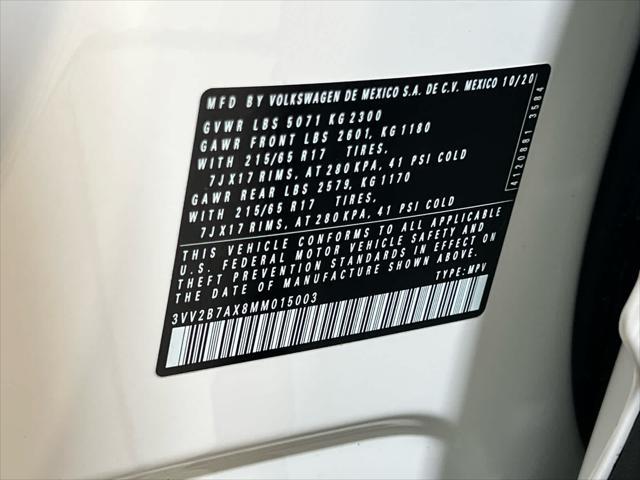 MFD BY VOLKSWAGEN DE MEXICO S.A. DE C.V. MEXICO 10/20
GVWR LBS 5071 KG 2300
GAWR FRONT LBS 2601, KG 1180
WITH 215/65 R17 TIRES,
7JX17 RIMS, AT 280 KPA, 41 PSI COLD
GAWR REAR LBS 2579, KG 1170
WITH 215/65 R17 TIRES,
7JX17 RIMS, AT 280 KPA, 41 PSI COLD
THIS VEHICLE CONFORMS TO ALL APPLICABLE
U.S. FEDERAL MOTOR VEHICLE SAFETY AND
THEFT PREVENTION STANDARDS IN EFFECT ON
THE DATE OF MANUFACTURE SHOWN ABOVE.
3VV2B7AX8MM015003 TYPE: MPV
4120881 3584